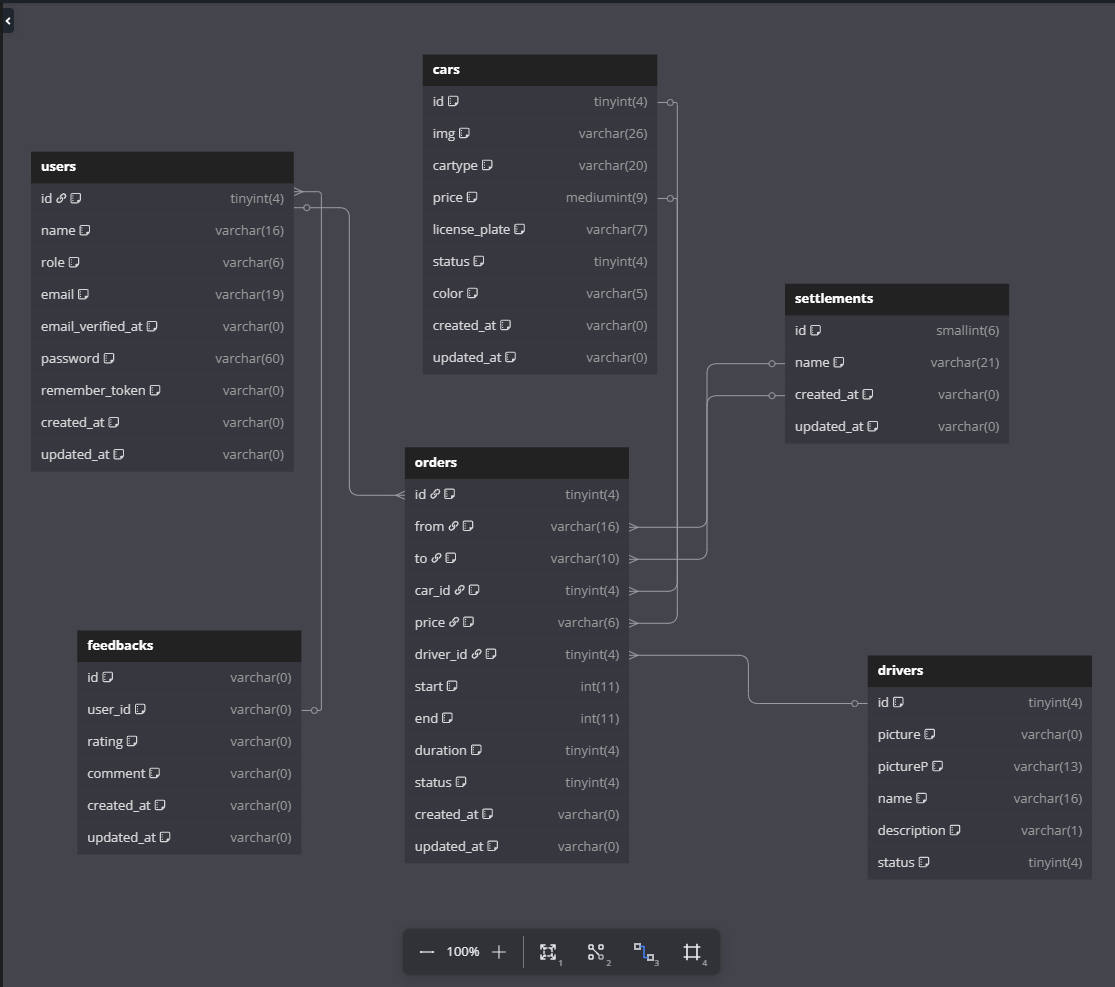 cars
id tinyint(4)
img varchar(26)
cartype varchar(20)
price mediumint(9)
license_plate varchar(7)
status tinyint(4)
color varchar(5)
created_at varchar(0)
updated_at varchar(0)
users
id tinyint(4)
name varchar(16)
role varchar(6)
email varchar(19)
email_verified_at varchar(0)
password varchar(60)
remember_token varchar(0)
created_at varchar(0)
updated_at varchar(0)
settlements
id smallint(6)
name varchar(21)
created_at varchar(0)
updated_at varchar(0)
orders
id tinyint(4)
from varchar(16)
to varchar(10)
car_id tinyint(4)
price varchar(6)
driver_id tinyint(4)
start int(11)
end int(11)
duration tinyint(4)
status tinyint(4)
created_at varchar(0)
updated_at varchar(0)
feedbacks
id varchar(0)
user_id varchar(0)
rating varchar(0)
comment varchar(0)
created_at varchar(0)
updated_at varchar(0)
drivers
id tinyint(4)
picture varchar(0)
pictureP varchar(13)
name varchar(16)
description varchar(1)
status tinyint(4)
100% 1 2 3 4